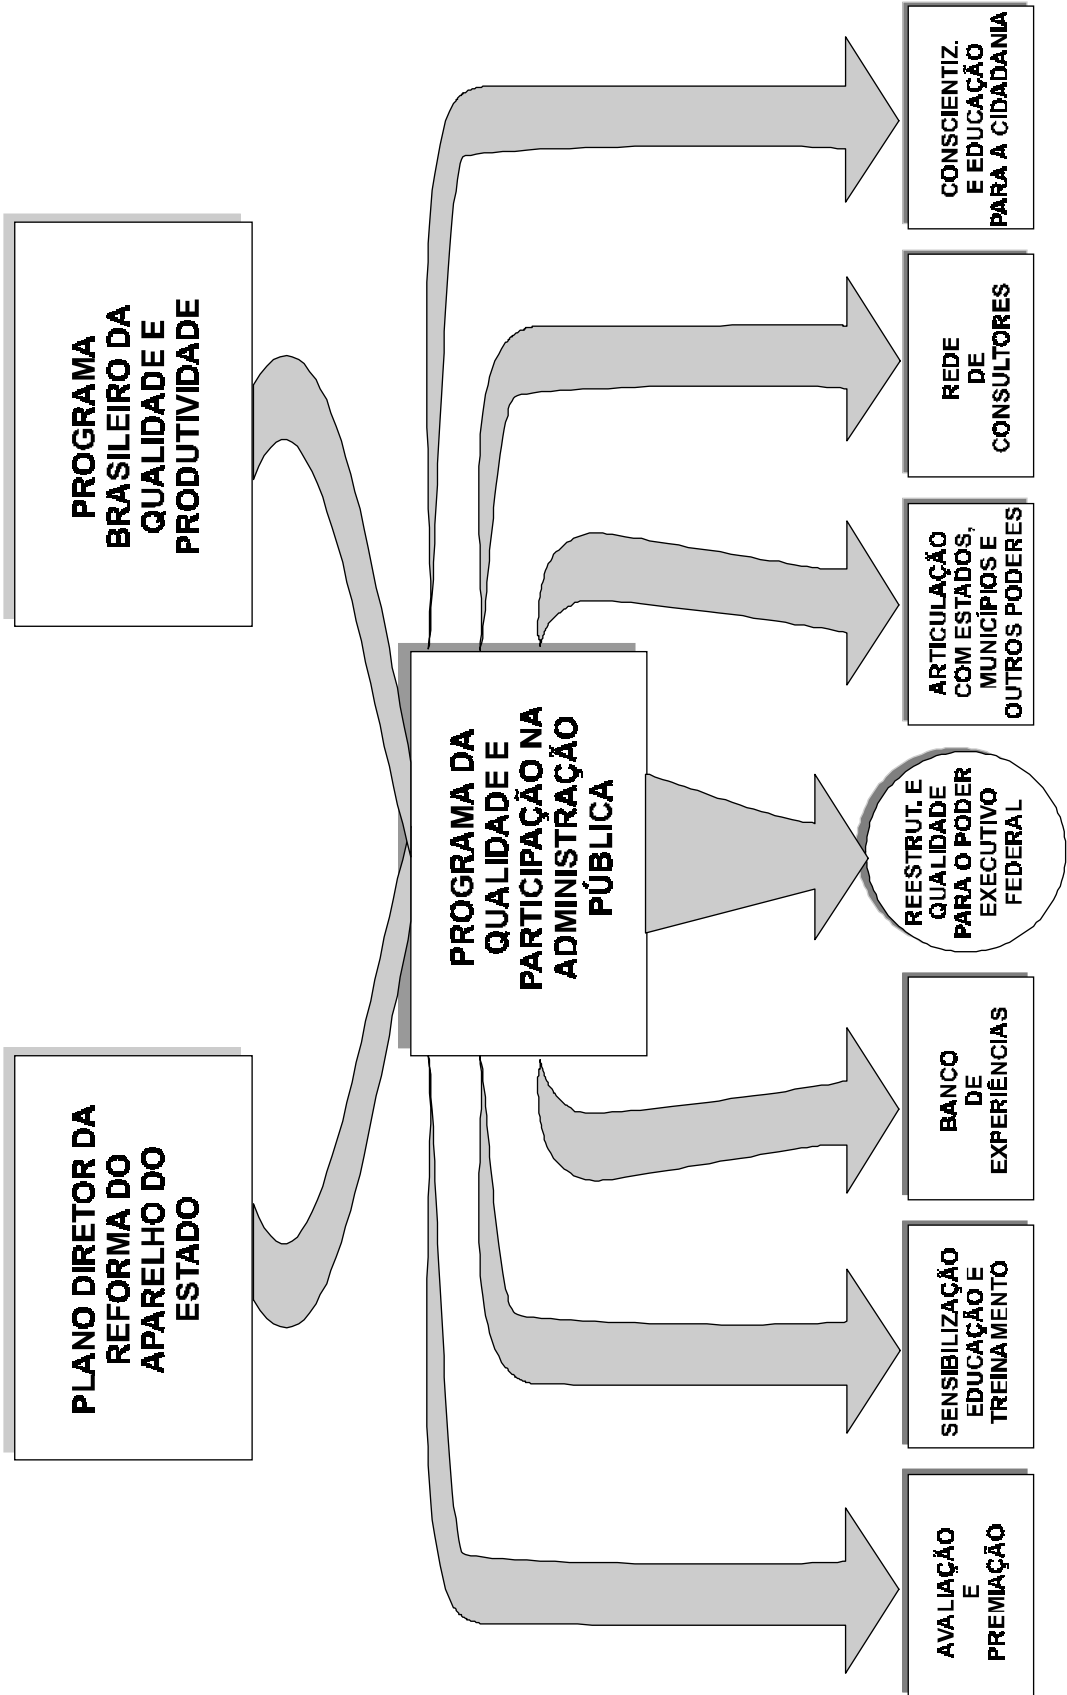 PLANO DIRETOR DA
REFORMA DO
APARELHO DO
ESTADO
PROGRAMA
BRASILEIRO DA
QUALIDADE E
PRODUTIVIDADE
PROGRAMA DA
QUALIDADE E
PARTICIPAÇÃO NA
ADMINISTRAÇÃO
PÚBLICA
AVALIAÇÃO
E
PREMIAÇÃO
SENSIBILIZAÇÃO
EDUCAÇÃO E
TREINAMENTO
BANCO
DE
EXPERIÊNCIAS
REESTRUT. E
QUALIDADE
PARA O PODER
EXECUTIVO
FEDERAL
ARTICULAÇÃO
COM ESTADOS,
MUNICÍPIOS E
OUTROS PODERES
REDE
DE
CONSULTORES
CONSCIENTIZ.
E EDUCAÇÃO
PARA A CIDADANIA